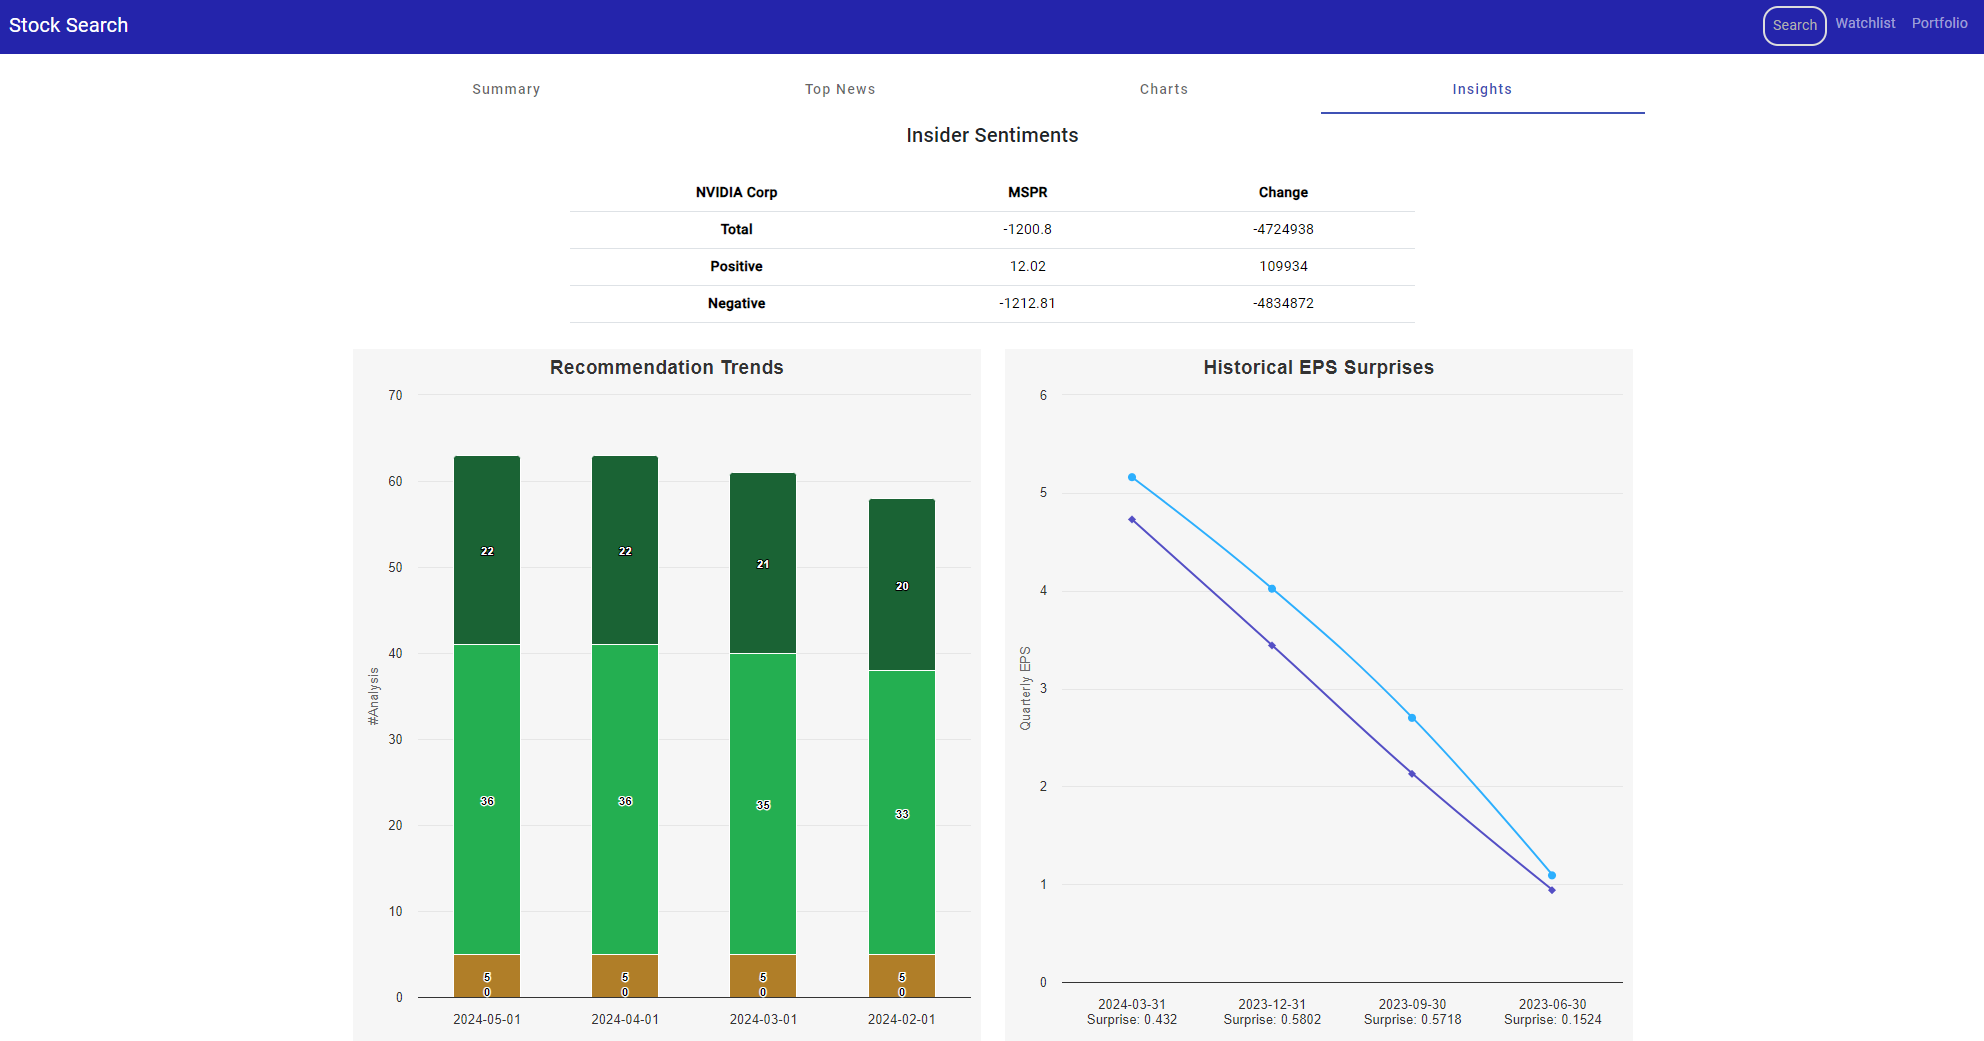 Stock Search
Search Watchlist Portfolio
Summary Top News Charts Insights
Insider Sentiments
NVIDIA Corp MSPR Change
Total -1200.8 -4724938
Positive 12.02 109934
Negative -1212.81 -4834872
Recommendation Trends
70
60
50
40
30
20
10
0
#Analysis
22 22 21 20
36 36 35 33
5 5 5 5
0 0 0 0
2024-05-01 2024-04-01 2024-03-01 2024-02-01
Historical EPS Surprises
6
5
4
3
2
1
0
Quarterly EPS
2024-03-31 2023-12-31 2023-09-30 2023-06-30
Surprise: 0.432 Surprise: 0.5802 Surprise: 0.5718 Surprise: 0.1524